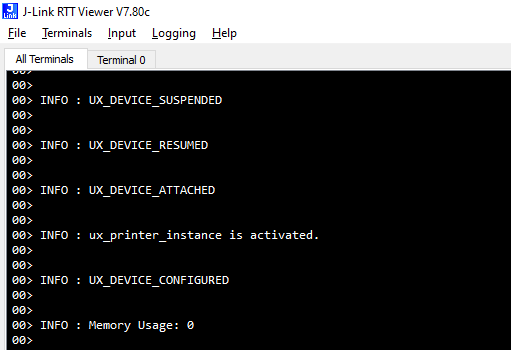 J-Link RTT Viewer V7.80c
File Terminals Input Logging Help
All Terminals Terminal 0
00>
00>
00> INFO : UX_DEVICE_SUSPENDED
00>
00>
00> INFO : UX_DEVICE_RESUMED
00>
00>
00> INFO : UX_DEVICE_ATTACHED
00>
00>
00> INFO : ux_printer_instance is activated.
00>
00>
00> INFO : UX_DEVICE_CONFIGURED
00>
00>
00> INFO : Memory Usage: 0
00>